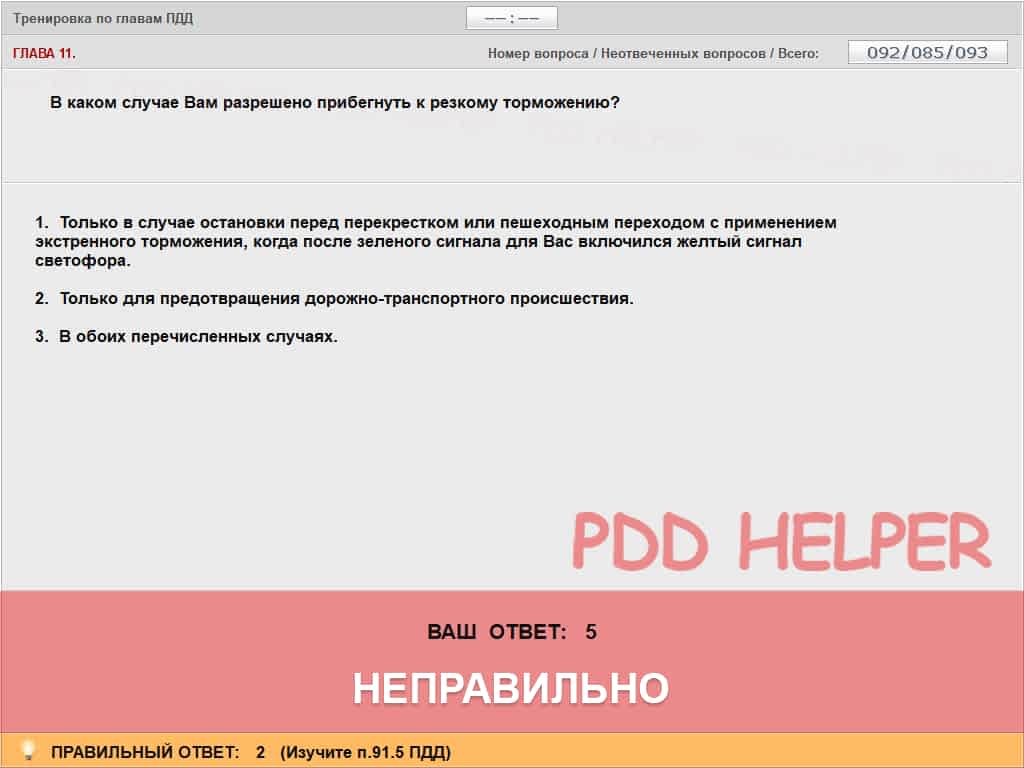 Тренировка по главам ПДД
−− : −−
ГЛАВА 11.
Номер вопроса / Неотвеченных вопросов / Всего:
092/085/093
В каком случае Вам разрешено прибегнуть к резкому торможению?
1. Только в случае остановки перед перекрестком или пешеходным переходом с применением
экстренного торможения, когда после зеленого сигнала для Вас включился желтый сигнал
светофора.
2. Только для предотвращения дорожно-транспортного происшествия.
3. В обоих перечисленных случаях.
PDD HELPER
ВАШ ОТВЕТ: 5
НЕПРАВИЛЬНО
ПРАВИЛЬНЫЙ ОТВЕТ: 2 (Изучите п.91.5 ПДД)